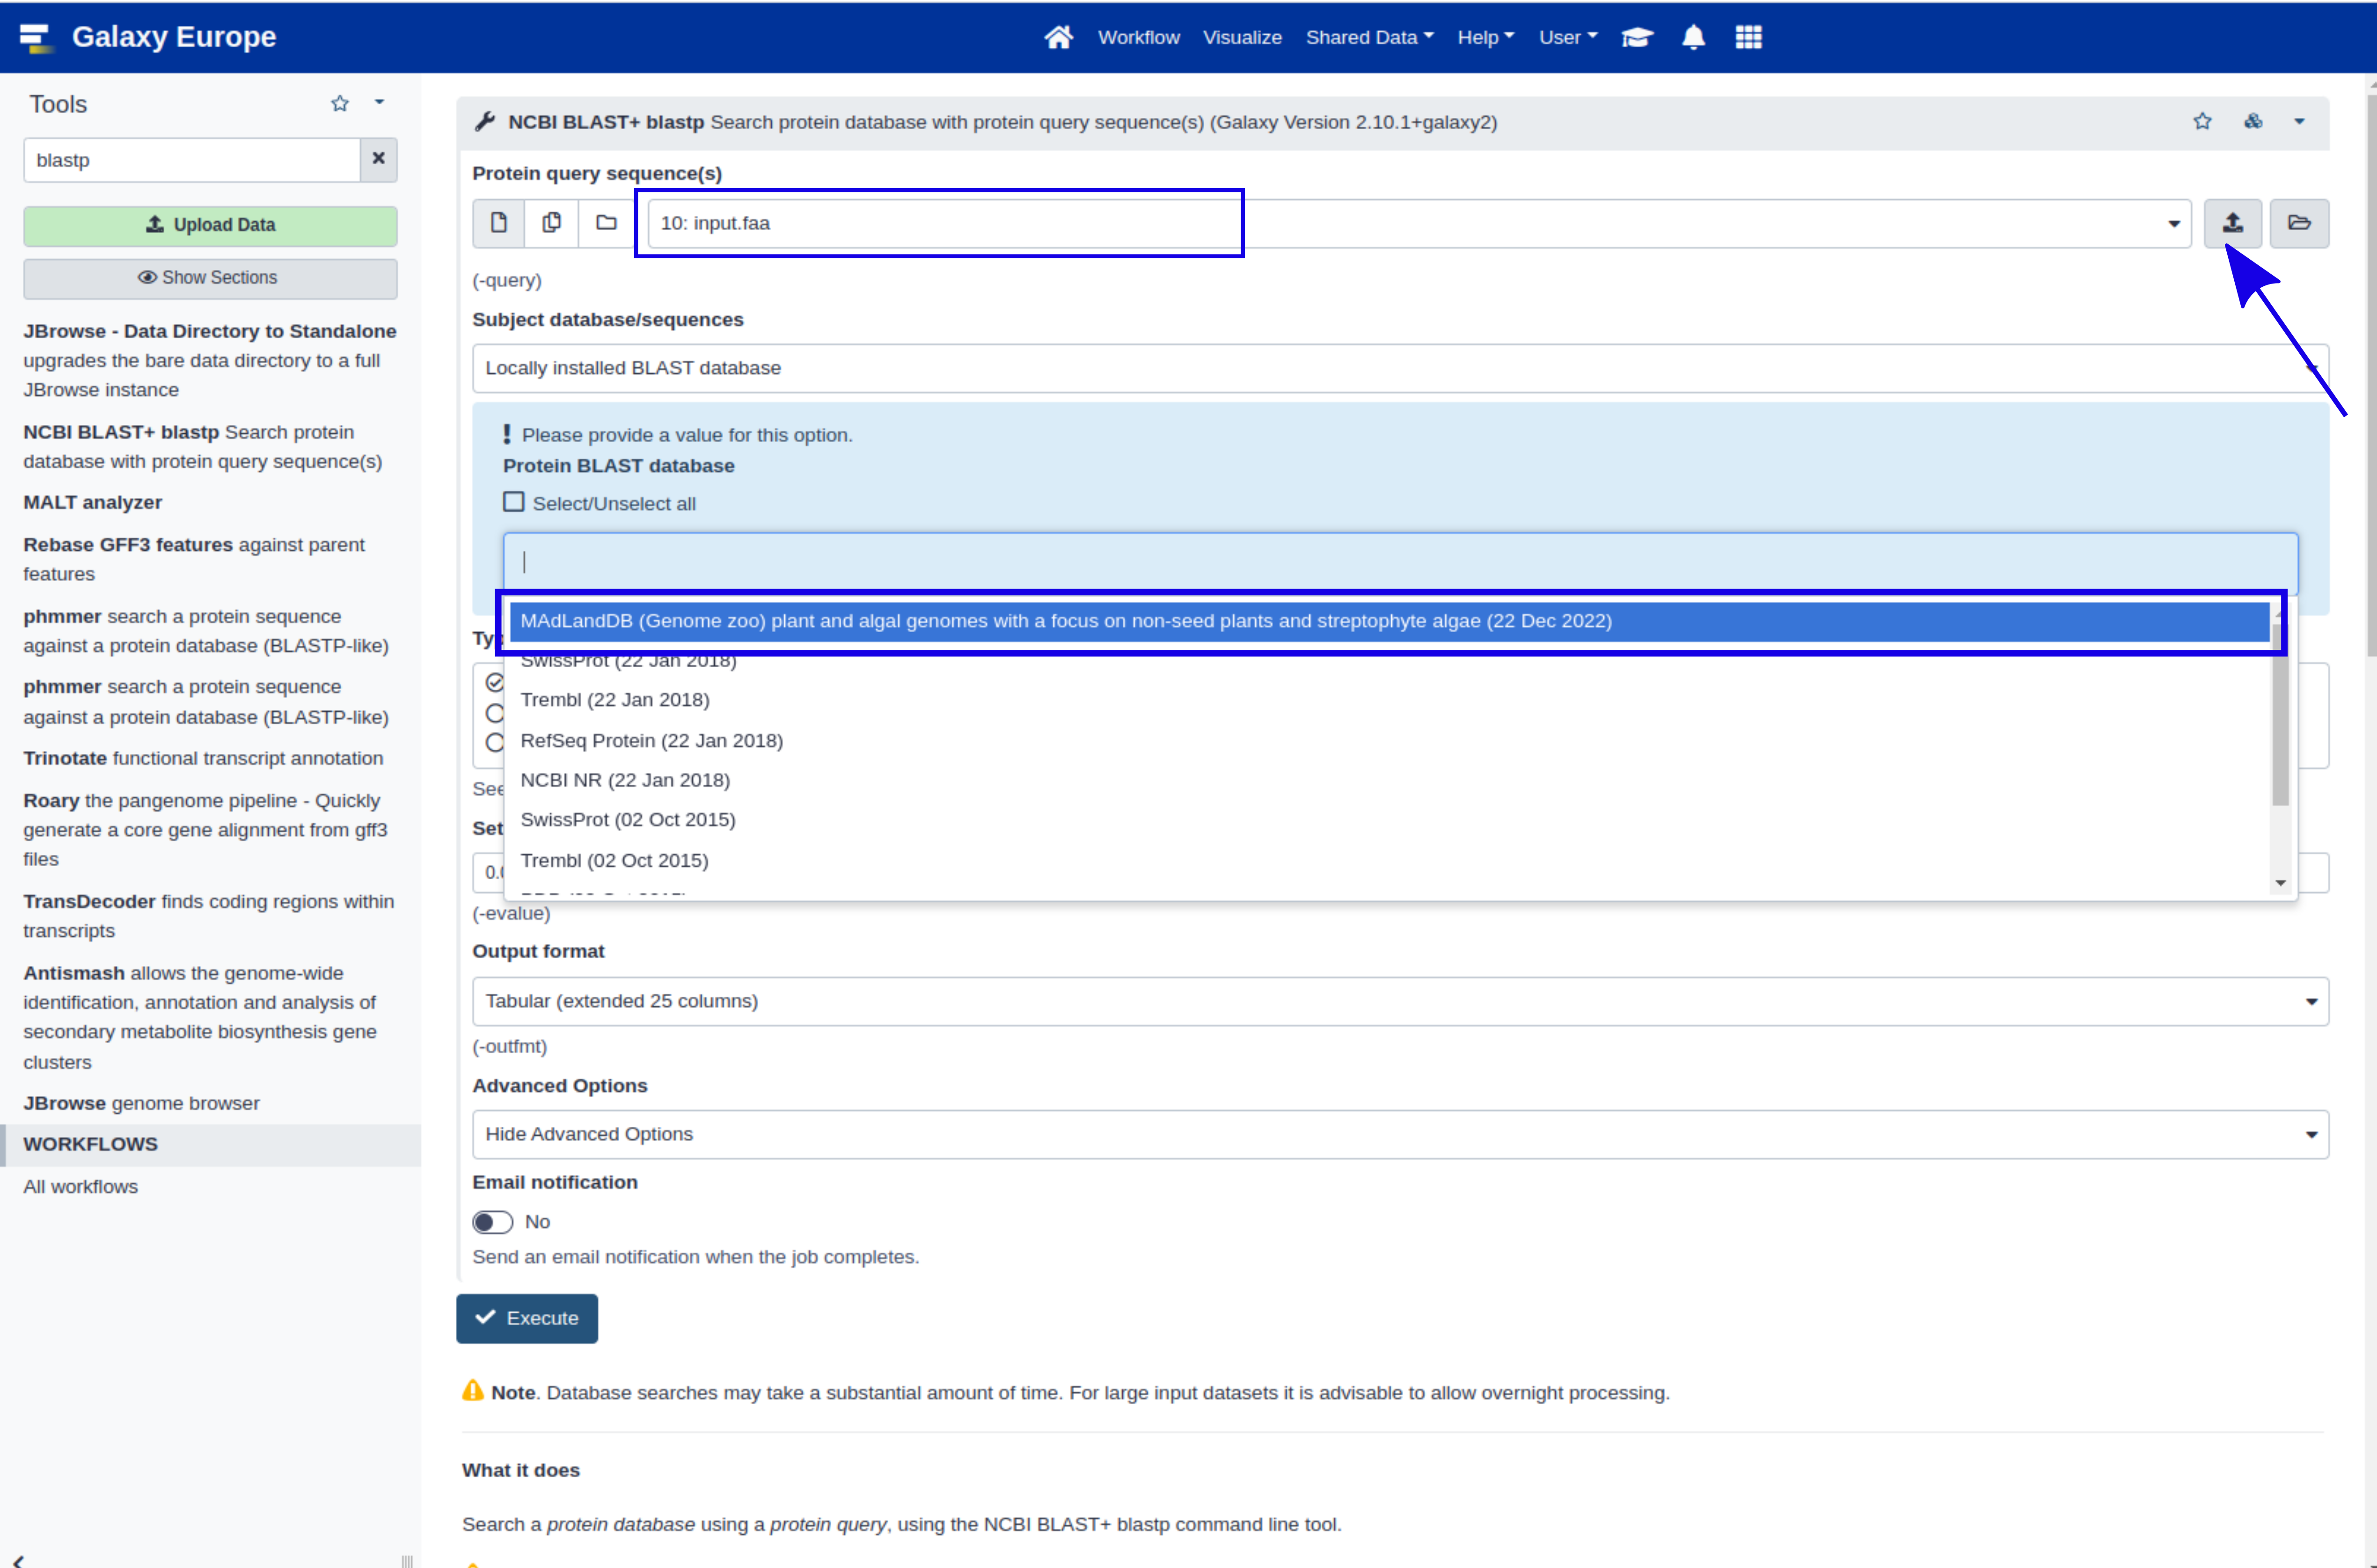 Galaxy Europe
Workflow Visualize Shared Data Help User
Tools
blastp
Upload Data
Show Sections
JBrowse - Data Directory to Standalone
upgrades the bare data directory to a full
JBrowse instance
NCBI BLAST+ blastp Search protein
database with protein query sequence(s)
MALT analyzer
Rebase GFF3 features against parent
features
phmmer search a protein sequence
against a protein database (BLASTP-like)
phmmer search a protein sequence
against a protein database (BLASTP-like)
Trinotate functional transcript annotation
Roary the pangenome pipeline - Quickly
generate a core gene alignment from gff3
files
TransDecoder finds coding regions within
transcripts
Antismash allows the genome-wide
identification, annotation and analysis of
secondary metabolite biosynthesis gene
clusters
JBrowse genome browser
WORKFLOWS
All workflows
NCBI BLAST+ blastp Search protein database with protein query sequence(s) (Galaxy Version 2.10.1+galaxy2)
Protein query sequence(s)
10: input.faa
(-query)
Subject database/sequences
Locally installed BLAST database
! Please provide a value for this option.
Protein BLAST database
Select/Unselect all
MAdLandDB (Genome zoo) plant and algal genomes with a focus on non-seed plants and streptophyte algae (22 Dec 2022)
Ty
SwissProt (22 Jan 2018)
Trembl (22 Jan 2018)
RefSeq Protein (22 Jan 2018)
NCBI NR (22 Jan 2018)
See
Set
SwissProt (02 Oct 2015)
Trembl (02 Oct 2015)
0.
(-evalue)
Output format
Tabular (extended 25 columns)
(-outfmt)
Advanced Options
Hide Advanced Options
Email notification
No
Send an email notification when the job completes.
Execute
Note. Database searches may take a substantial amount of time. For large input datasets it is advisable to allow overnight processing.
What it does
Search a protein database using a protein query, using the NCBI BLAST+ blastp command line tool.